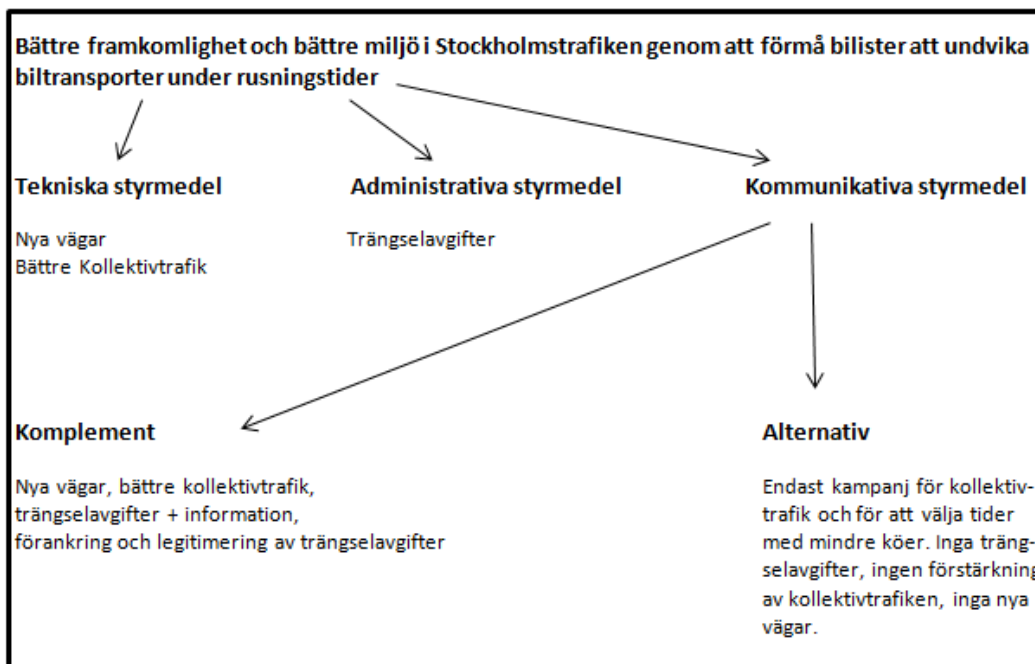 Bättre framkomlighet och bättre miljö i Stockholmstrafiken genom att förmå bilister att undvika
biltransporter under rusningstider
Tekniska styrmedel
Nya vägar
Bättre Kollektivtrafik
Administrativa styrmedel
Trängselavgifter
Kommunikativa styrmedel
Komplement
Nya vägar, bättre kollektivtrafik,
trängselavgifter + information,
förankring och legitimering av trängselavgifter
Alternativ
Endast kampanj för kollektiv-
trafik och för att välja tider
med mindre köer. Inga träng-
selavgifter, ingen förstärkning
av kollektivtrafiken, inga nya
vägar.